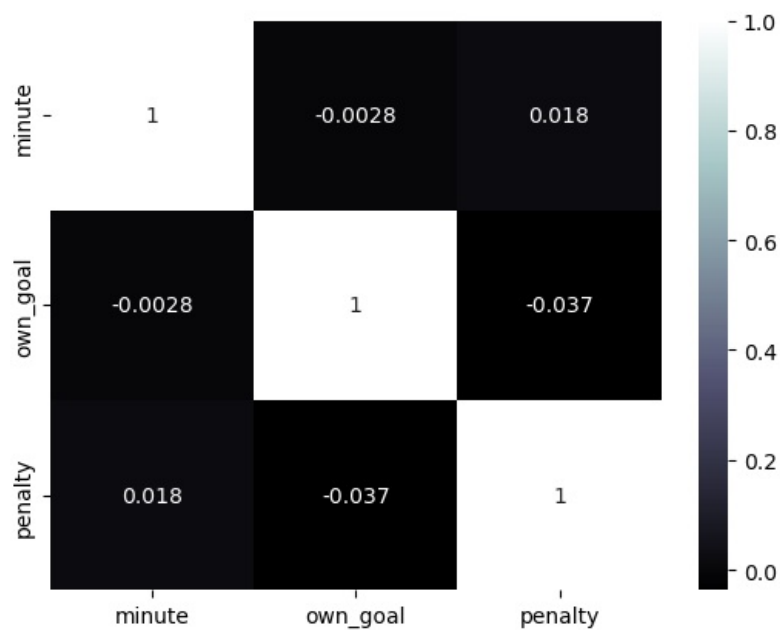 minute
own_goal
penalty
1 -0.0028 0.018
-0.0028 1 -0.037
0.018 -0.037 1
minute own_goal penalty
1.0
0.8
0.6
0.4
0.2
0.0